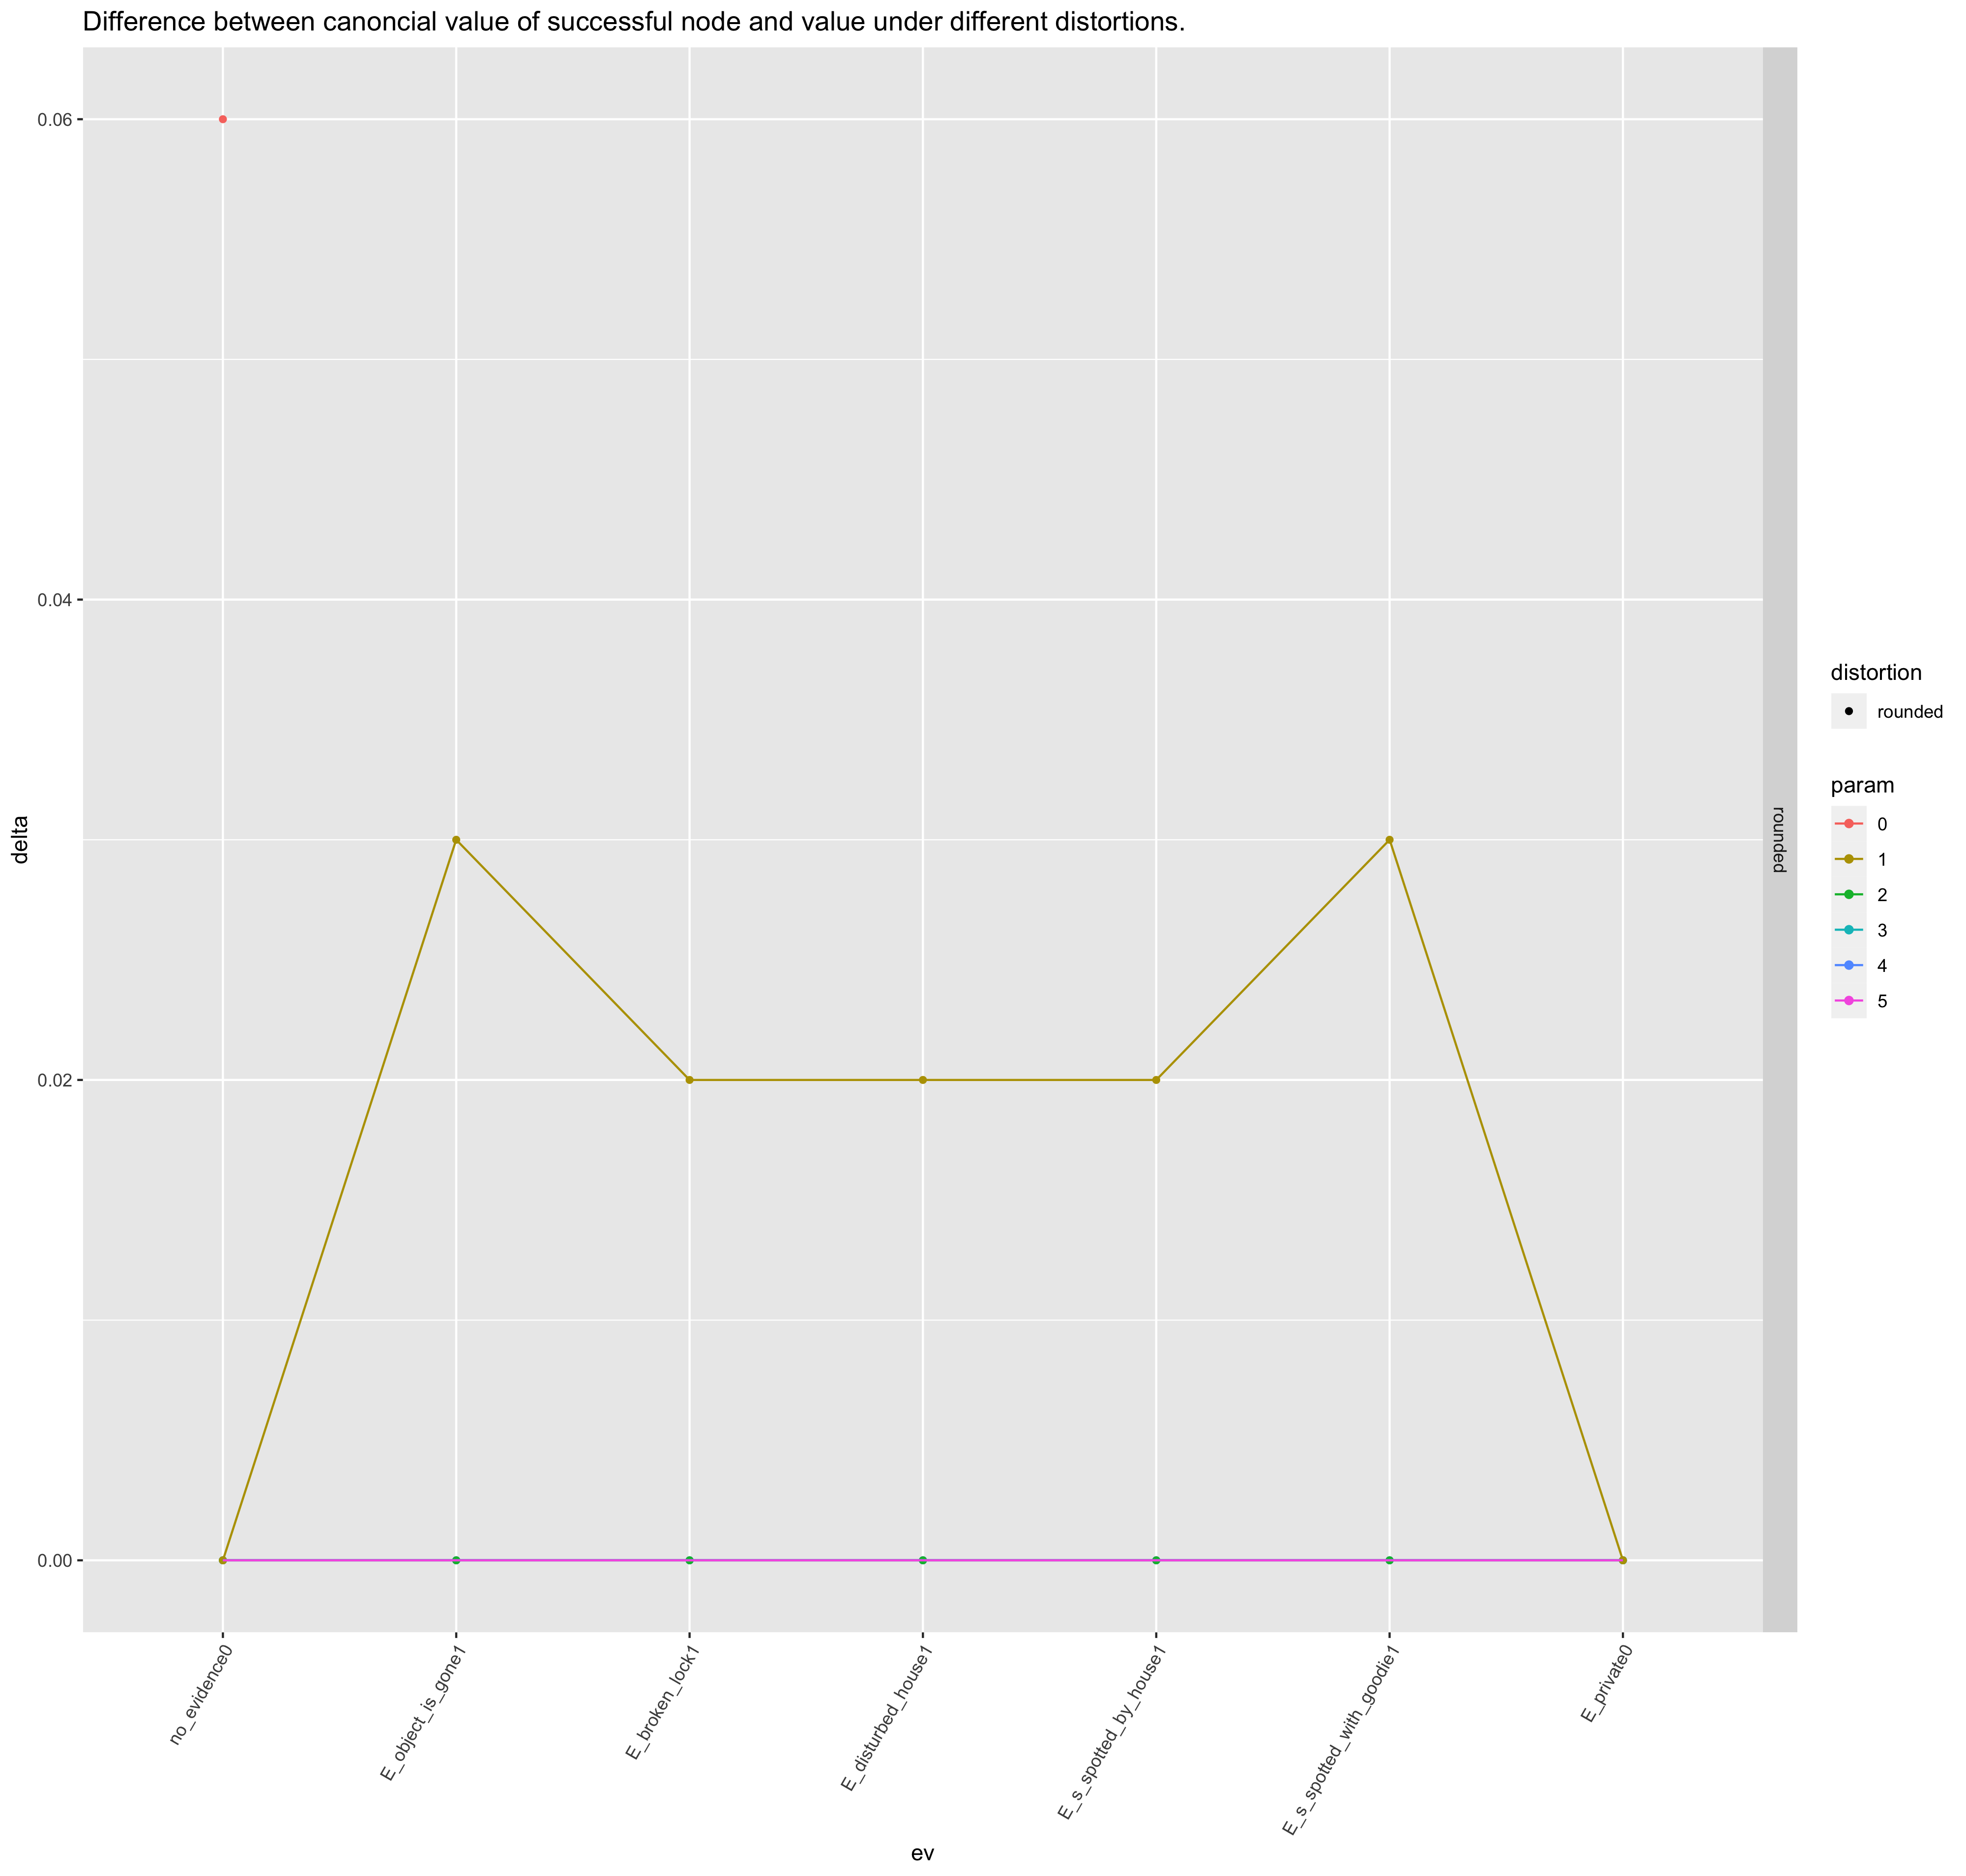 Difference between canoncial value of successful node and value under different distortions.
0.06
0.04
0.02
0.00
delta
no_evidence0
E_object_is_gone1
E_broken_lock1
E_disturbed_house1
E_s_spotted_by_house1
E_s_spotted_with_goodie1
E_private0
ev
rounded
distortion
rounded
param
0
1
2
3
4
5